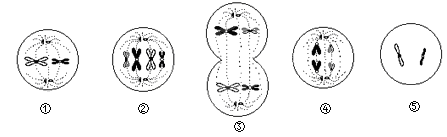 ① ② ③ ④ ⑤